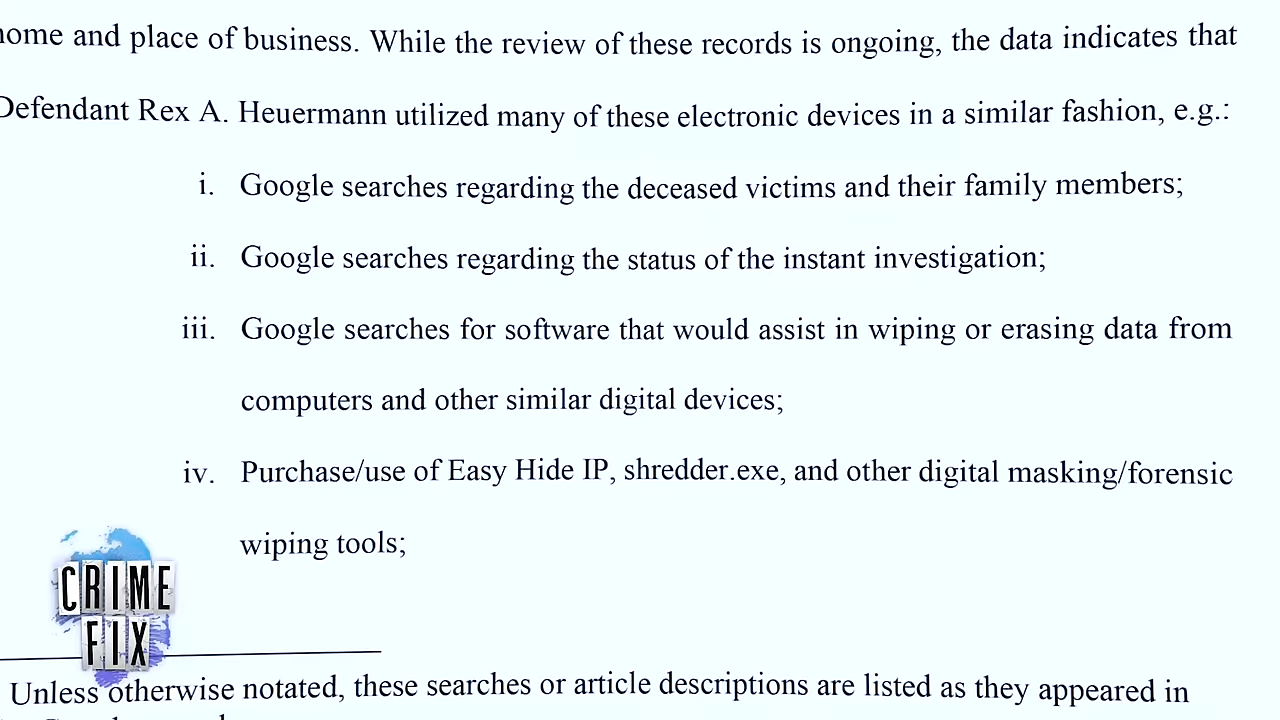 home and place of business. While the review of these records is ongoing, the data indicates that
Defendant Rex A. Heuermann utilized many of these electronic devices in a similar fashion, e.g.:
i. Google searches regarding the deceased victims and their family members;
ii. Google searches regarding the status of the instant investigation;
iii. Google searches for software that would assist in wiping or erasing data from
computers and other similar digital devices;
iv. Purchase/use of Easy Hide IP, shredder.exe, and other digital masking/forensic
wiping tools;
CRIME
FIX
Unless otherwise notated, these searches or article descriptions are listed as they appeared in